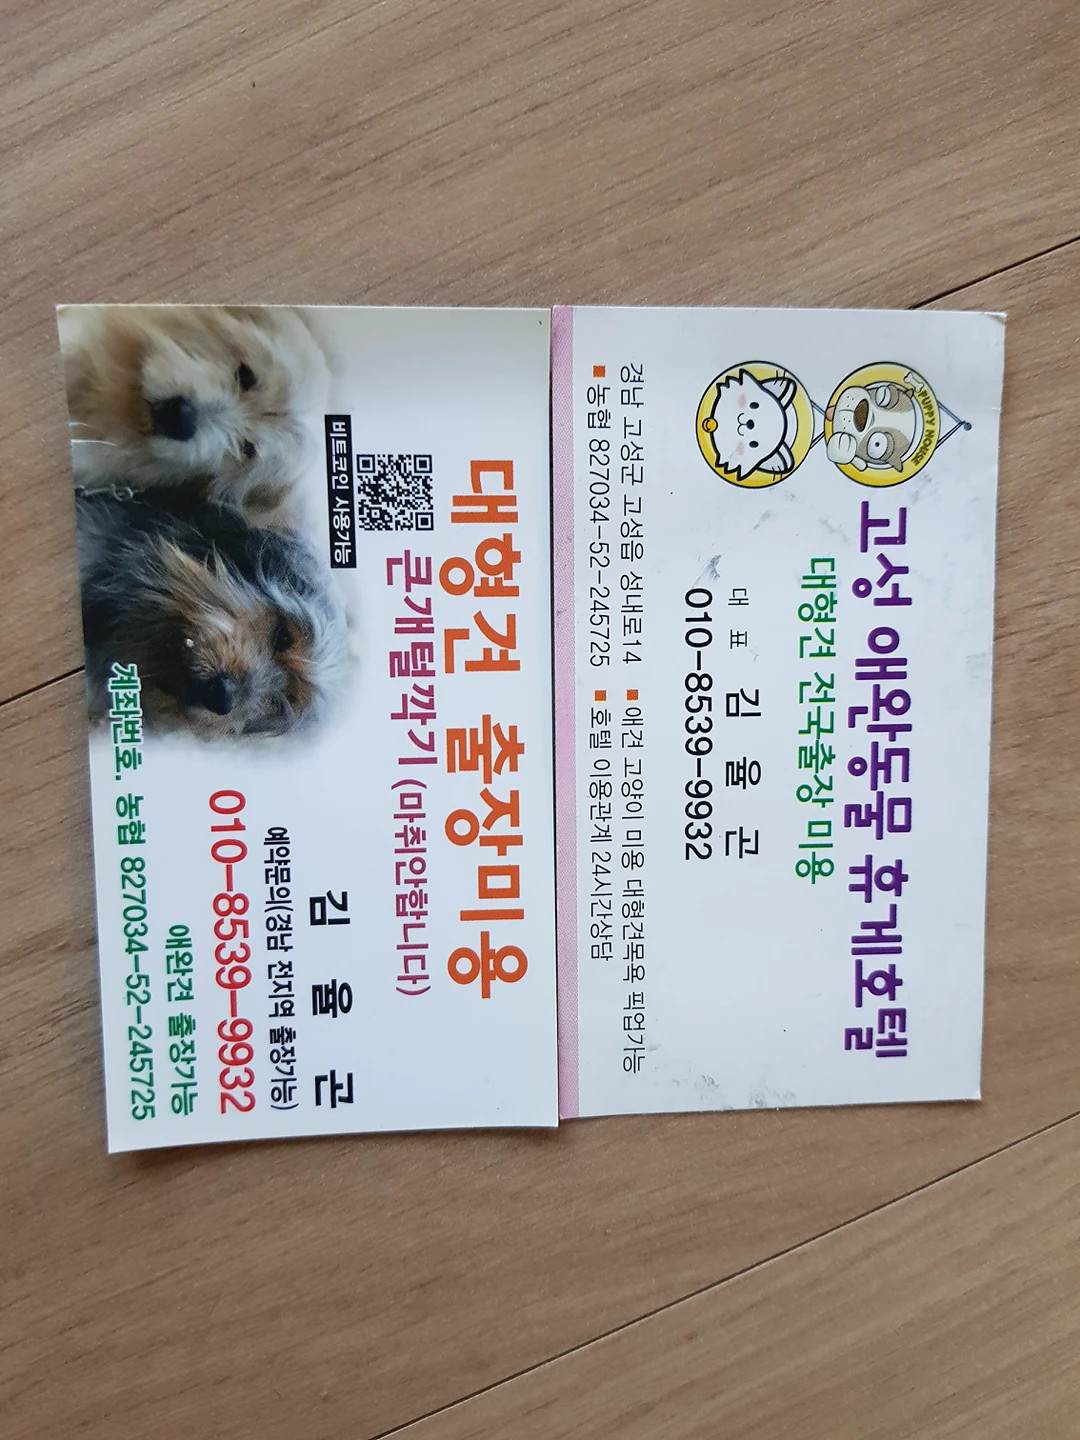 PUPPY HOUSE
고성 애완동물 휴게호텔
대형견 전국출장 미용
대 표 김 율 곤
010-8539-9932
경남 고성군 고성읍 성내로14 ■ 애견 고양이 미용 대형견목욕 픽업가능
■ 농협 827034-52-245725 ■ 호텔 이용관계 24시간상담
대형견 출장미용
큰개털깍기 (마취안합니다)
비트코인 사용가능
김 율 곤
예약문의(경남 전지역 출장가능)
010-8539-9932
애완견 출장가능
계좌번호. 농협 827034-52-245725